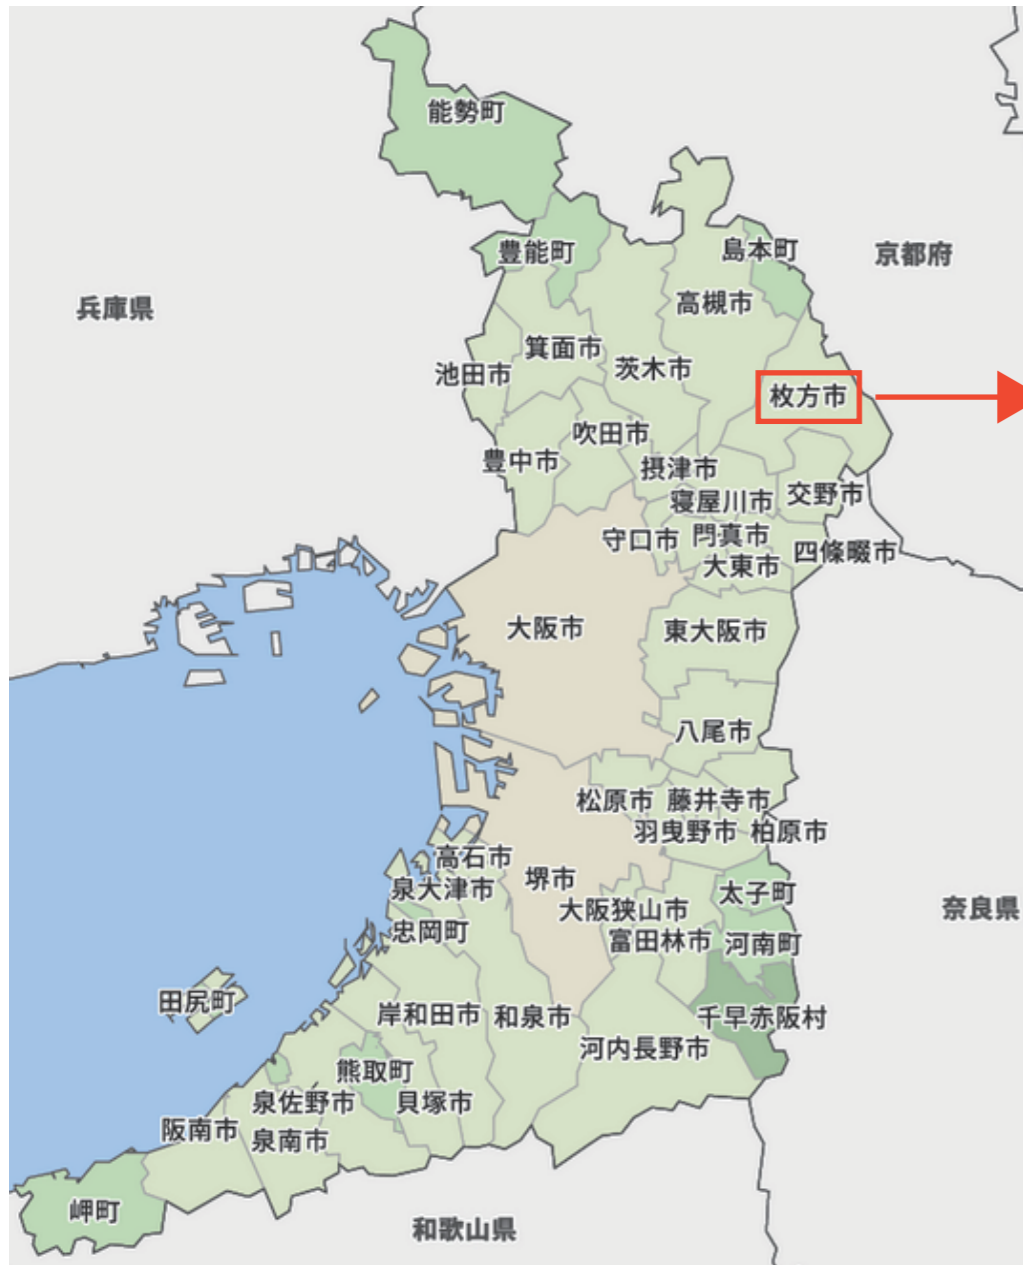 能勢町
豊能町
島本町
京都府
兵庫県
高槻市
箕面市
池田市
茨木市
枚方市
吹田市
豊中市
摂津市
寝屋川市
交野市
守口市
門真市
四條畷市
大東市
大阪市
東大阪市
八尾市
松原市
藤井寺市
羽曳野市
柏原市
高石市
堺市
泉大津市
太子町
大阪狭山市
奈良県
忠岡町
富田林市
河南町
田尻町
岸和田市
和泉市
千早赤阪村
河内長野市
熊取町
泉佐野市
貝塚市
阪南市
泉南市
岬町
和歌山県